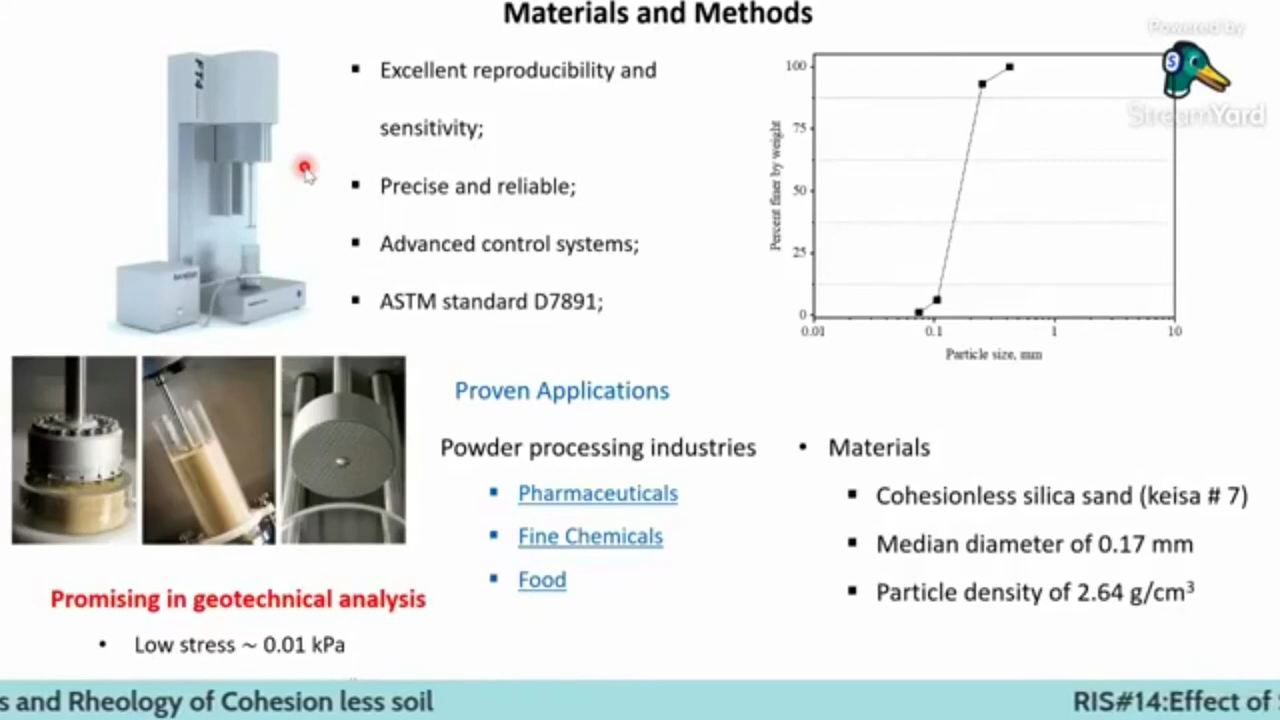 Materials and Methods
Powered by
StreamYard
FT4
▪ Excellent reproducibility and
sensitivity;
▪ Precise and reliable;
▪ Advanced control systems;
▪ ASTM standard D7891;
100
75
50
25
0
Percent finer by weight
0.01
0.1
1
10
Particle size, mm
Proven Applications
Powder processing industries
▪ Pharmaceuticals
▪ Fine Chemicals
▪ Food
• Materials
▪ Cohesionless silica sand (keisa # 7)
▪ Median diameter of 0.17 mm
▪ Particle density of 2.64 g/cm³
Promising in geotechnical analysis
• Low stress ~ 0.01 kPa
s and Rheology of Cohesion less soil
RIS#14:Effect of